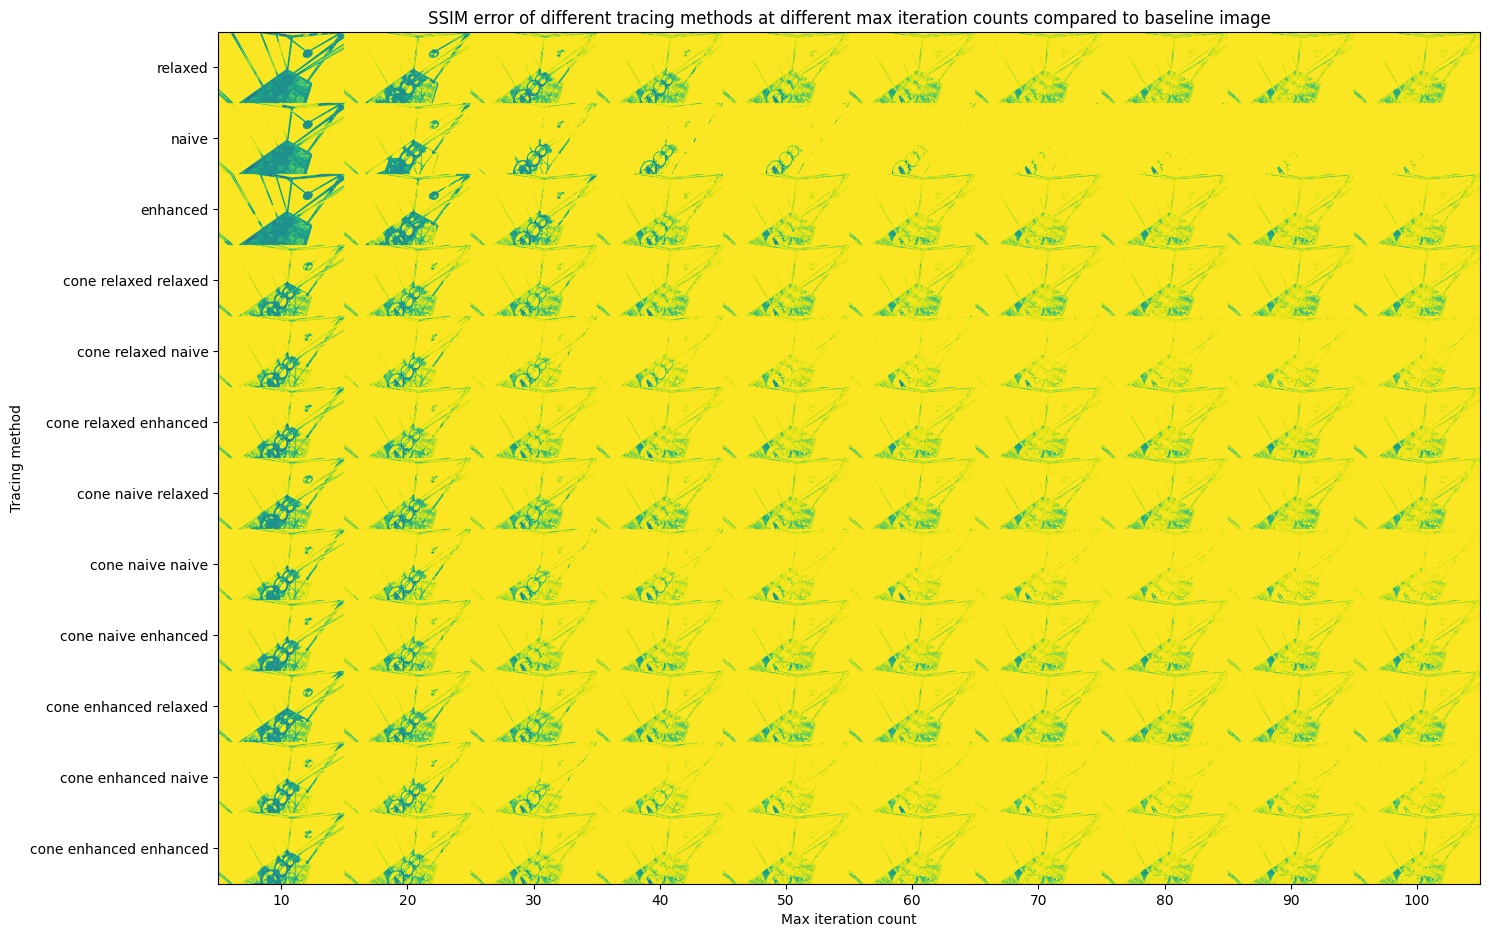 SSIM error of different tracing methods at different max iteration counts compared to baseline image
Tracing method
relaxed
naive
enhanced
cone relaxed relaxed
cone relaxed naive
cone relaxed enhanced
cone naive relaxed
cone naive naive
cone naive enhanced
cone enhanced relaxed
cone enhanced naive
cone enhanced enhanced
10 20 30 40 50 60 70 80 90 100
Max iteration count